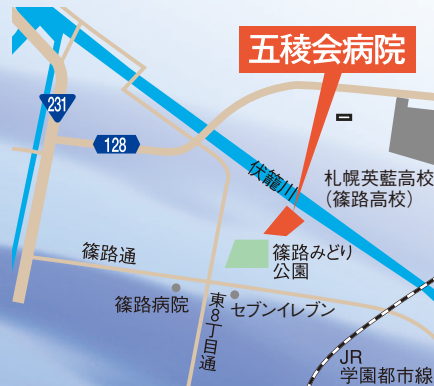 五稜会病院
231
128
伏籠川
札幌英藍高校
(篠路高校)
篠路みどり
公園
篠路通
篠路病院
セブンイレブン
東8丁目通
JR
学園都市線